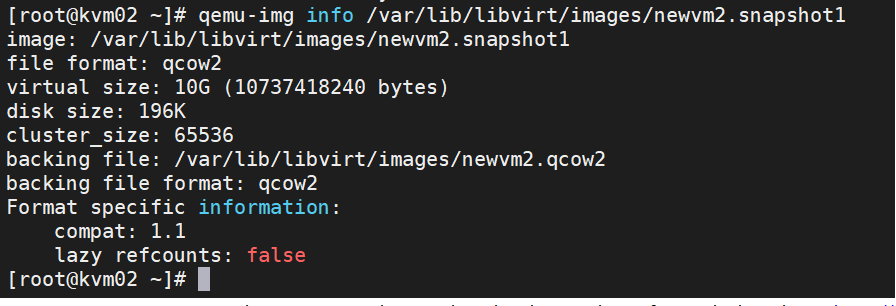 [root@kvm02 ~]# qemu-img info /var/lib/libvirt/images/newvm2.snapshot1
image: /var/lib/libvirt/images/newvm2.snapshot1
file format: qcow2
virtual size: 10G (10737418240 bytes)
disk size: 196K
cluster_size: 65536
backing file: /var/lib/libvirt/images/newvm2.qcow2
backing file format: qcow2
Format specific information:
    compat: 1.1
    lazy refcounts: false
[root@kvm02 ~]#